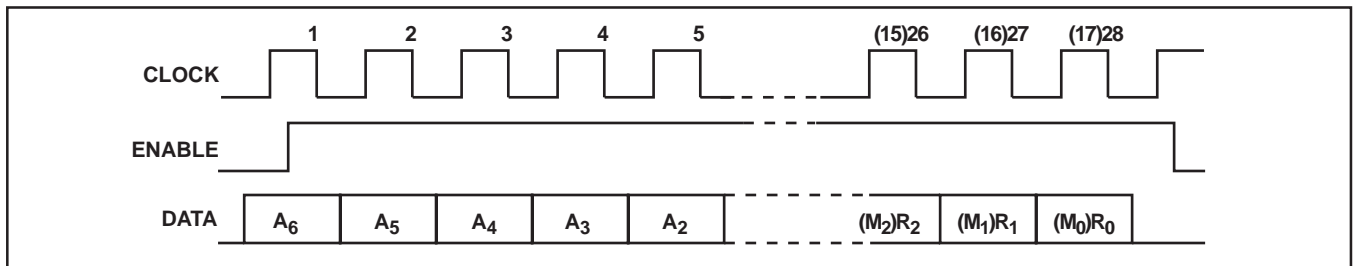 1 2 3 4 5 (15)26 (16)27 (17)28
CLOCK
ENABLE
DATA A6 A5 A4 A3 A2 (M2)R2 (M1)R1 (M0)R0